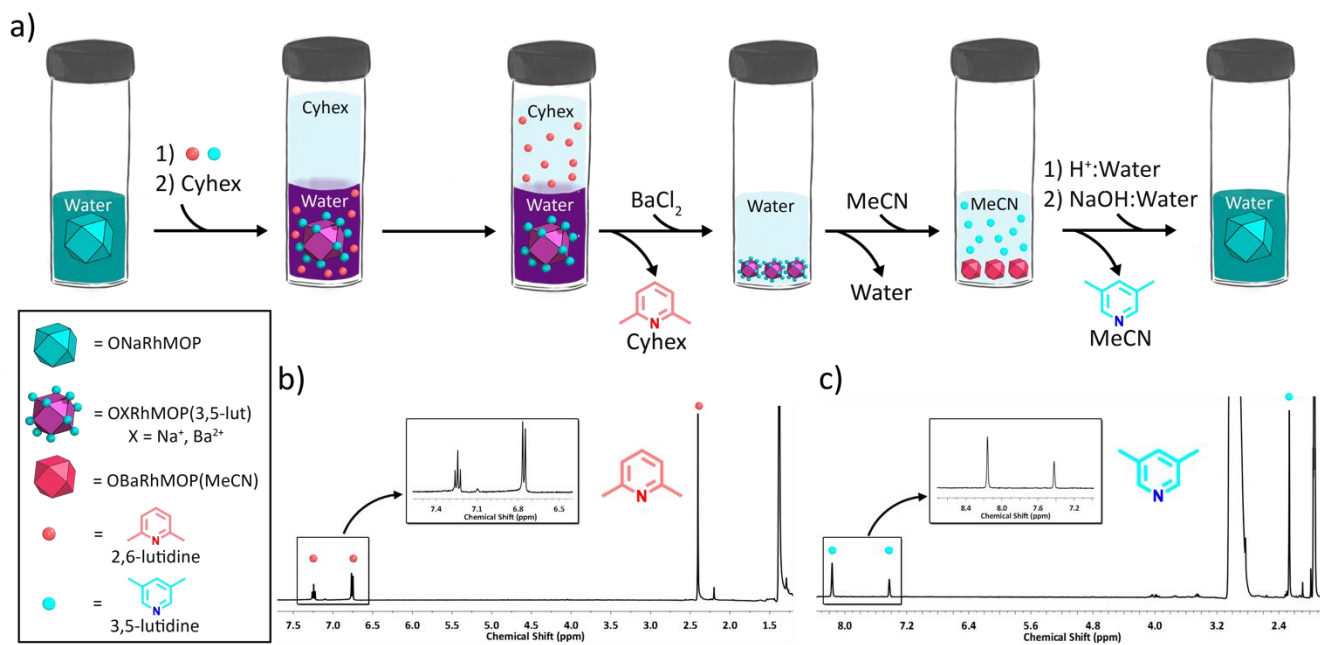 a)
Water
1)
2) Cyhex
Cyhex
Water
Cyhex
Water
+
BaCl2
Cyhex
N
Water
MeCN
Water
MeCN
1) H+:Water
2) NaOH:Water
N
MeCN
Water
= ONaRhMOP
= OXRhMOP(3,5-lut)
X = Na+, Ba2+
= OBaRhMOP(MeCN)
=
N
2,6-lutidine
=
N
3,5-lutidine
b)
7.4 7.1 6.8 6.5
Chemical Shift (ppm)
N
7.5 7.0 6.5 6.0 5.5 5.0 4.5 4.0 3.5 3.0 2.5 2.0 1.5
Chemical Shift (ppm)
c)
8.4 8.0 7.6 7.2
Chemical Shift (ppm)
N
8.0 7.2 6.4 5.6 4.8 4.0 3.2 2.4
Chemical Shift (ppm)